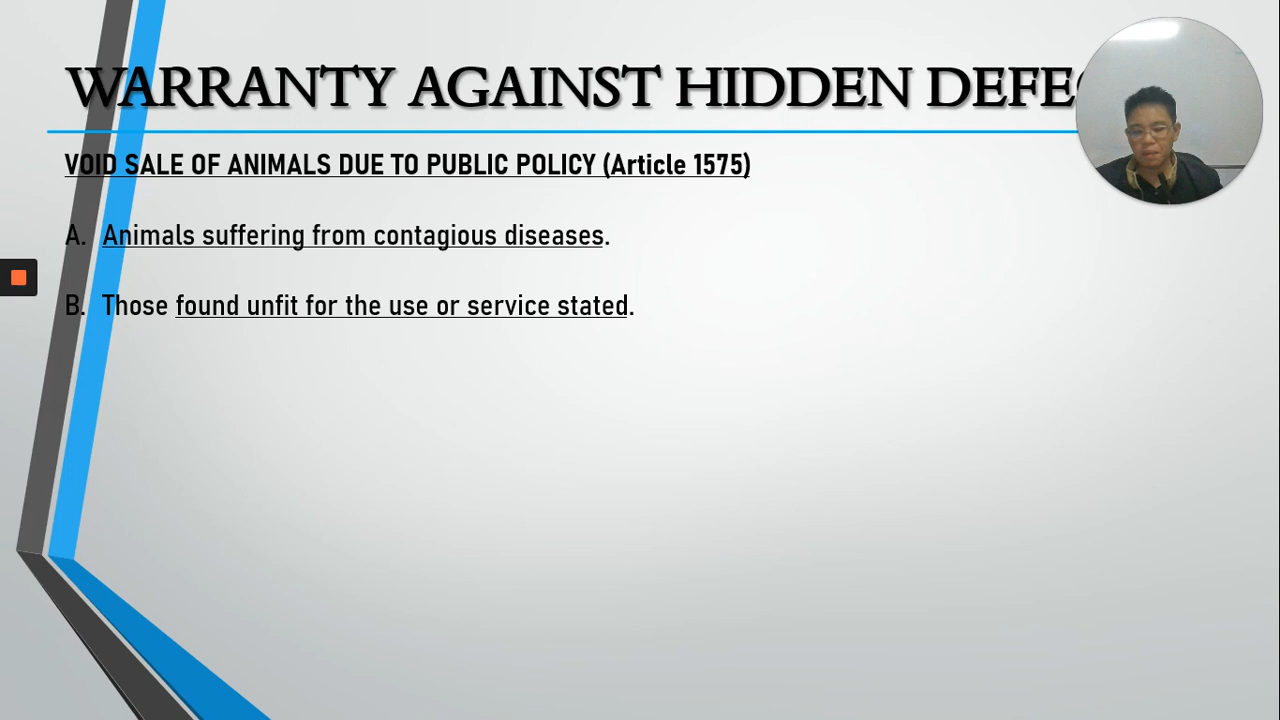 WARRANTY AGAINST HIDDEN
VOID SALE OF ANIMALS DUE TO PUBLIC POLICY (Article 1575)
A. Animals suffering from contagious diseases.
B. Those found unfit for the use or service stated.